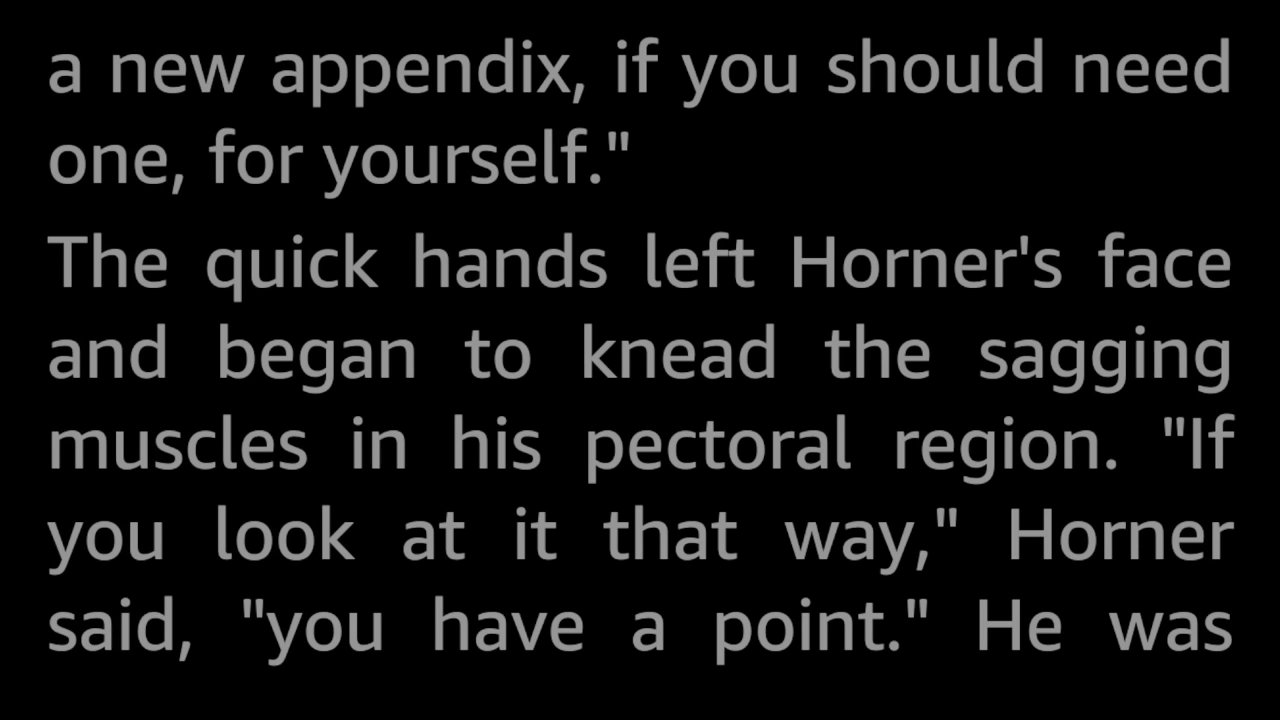 a new appendix, if you should need
one, for yourself."
The quick hands left Horner's face
and began to knead the sagging
muscles in his pectoral region. "If
you look at it that way," Horner
said, "you have a point." He was